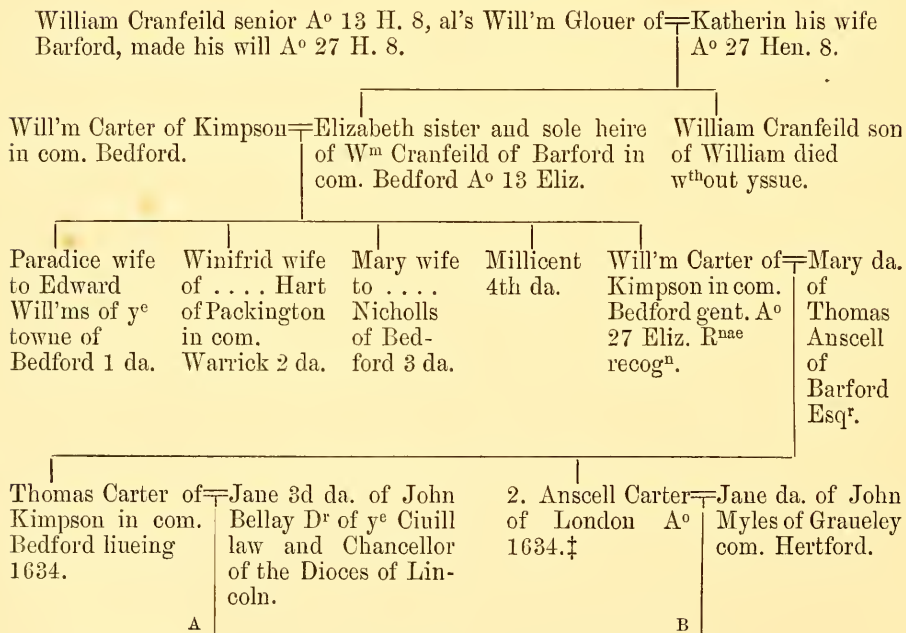 William Cranfeild senior Aº 13 H. 8, al's Will'm Glouer of
Barford, made his will Aº 27 H. 8.
Katherin his wife
Aº 27 Hen. 8.
Will'm Carter of Kimpson
in com. Bedford.
Elizabeth sister and sole heire
of Wᵐ Cranfeild of Barford in
com. Bedford Aº 13 Eliz.
William Cranfeild son
of William died
wᵗʰout yssue.
Paradice wife
to Edward
Will'ms of yᵉ
towne of
Bedford 1 da.
Winifrid wife
of .... Hart
of Packington
in com.
Warrick 2 da.
Mary wife
to ....
Nicholls
of Bed-
ford 3 da.
Millicent
4th da.
Will'm Carter of
Kimpson in com.
Bedford gent. Aº
27 Eliz. Rⁿᵃᵉ
recogⁿ.
Mary da.
of
Thomas
Anscell
of
Barford
Esqʳ.
Thomas Carter of
Kimpson in com.
Bedford liueing
1634.
Jane 3d da. of John
Bellay Dʳ of yᵉ Ciuill
law and Chancellor
of the Dioces of Lin-
coln.
2. Anscell Carter
of London Aº
1634.‡
Jane da. of John
Myles of Graueley
com. Hertford.
A
B